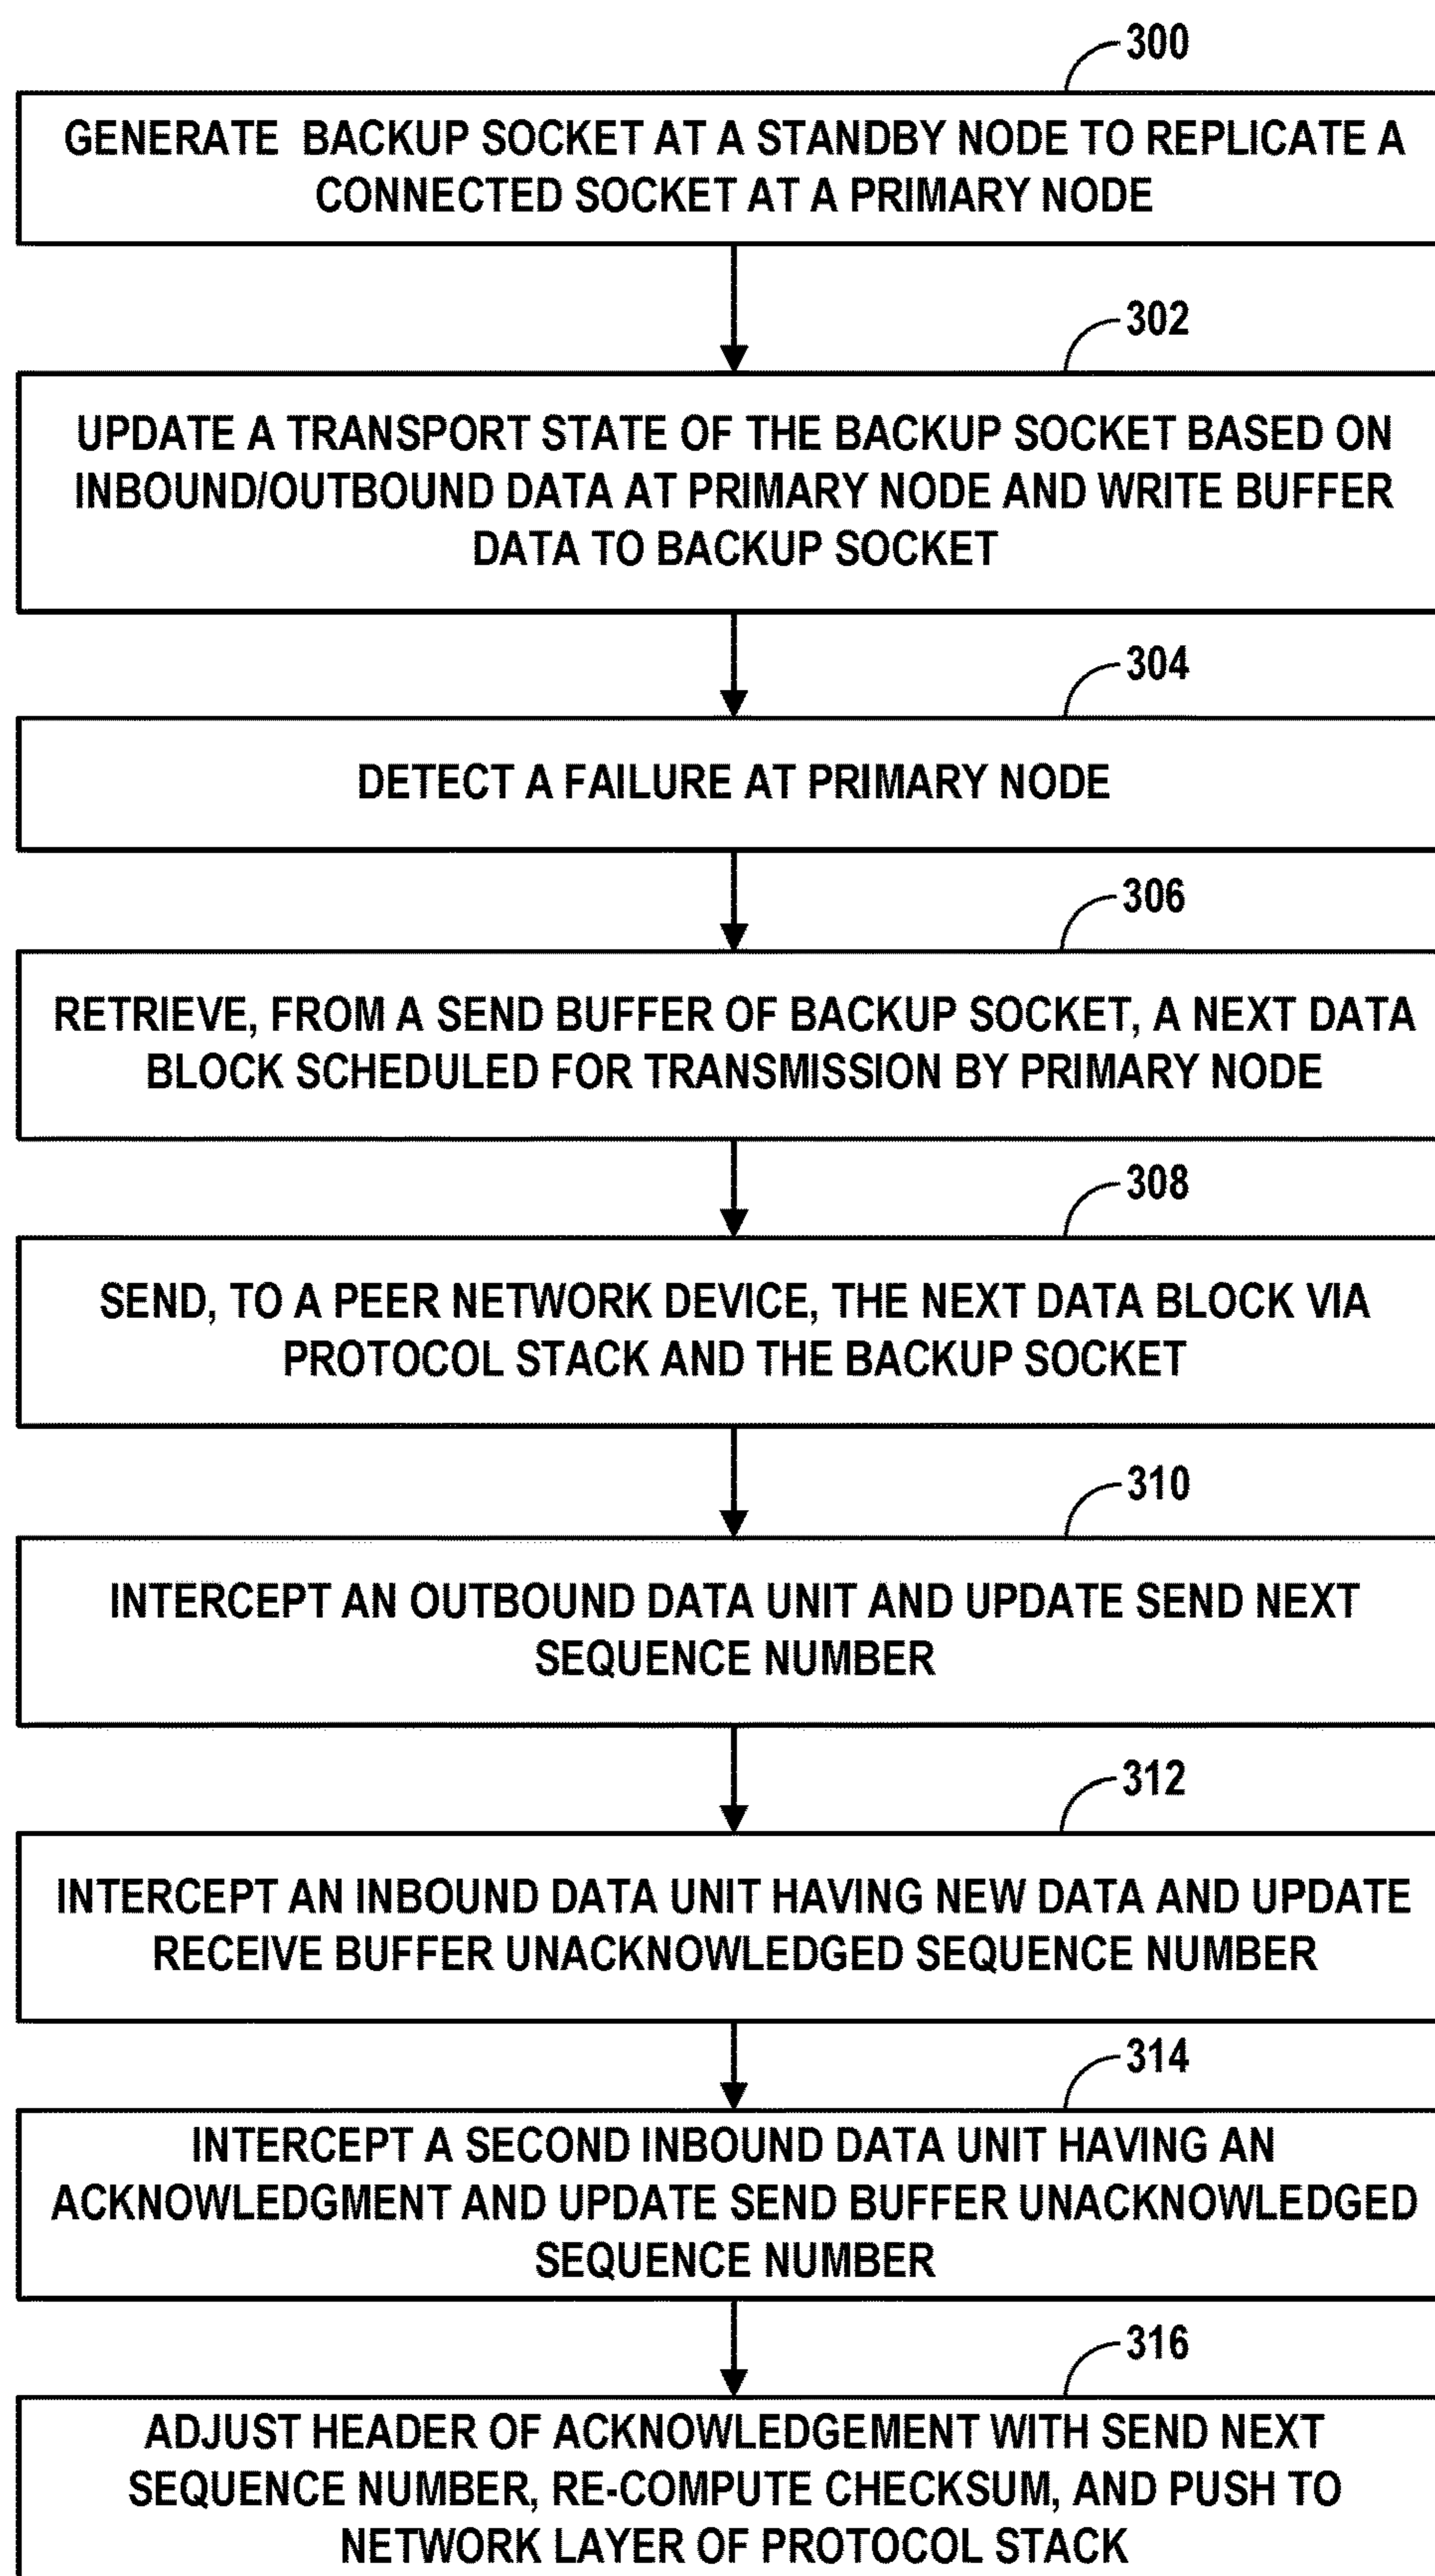 300
GENERATE BACKUP SOCKET AT A STANDBY NODE TO REPLICATE A
CONNECTED SOCKET AT A PRIMARY NODE
302
UPDATE A TRANSPORT STATE OF THE BACKUP SOCKET BASED ON
INBOUND/OUTBOUND DATA AT PRIMARY NODE AND WRITE BUFFER
DATA TO BACKUP SOCKET
304
DETECT A FAILURE AT PRIMARY NODE
306
RETRIEVE, FROM A SEND BUFFER OF BACKUP SOCKET, A NEXT DATA
BLOCK SCHEDULED FOR TRANSMISSION BY PRIMARY NODE
308
SEND, TO A PEER NETWORK DEVICE, THE NEXT DATA BLOCK VIA
PROTOCOL STACK AND THE BACKUP SOCKET
310
INTERCEPT AN OUTBOUND DATA UNIT AND UPDATE SEND NEXT
SEQUENCE NUMBER
312
INTERCEPT AN INBOUND DATA UNIT HAVING NEW DATA AND UPDATE
RECEIVE BUFFER UNACKNOWLEDGED SEQUENCE NUMBER
314
INTERCEPT A SECOND INBOUND DATA UNIT HAVING AN
ACKNOWLEDGMENT AND UPDATE SEND BUFFER UNACKNOWLEDGED
SEQUENCE NUMBER
316
ADJUST HEADER OF ACKNOWLEDGEMENT WITH SEND NEXT
SEQUENCE NUMBER, RE-COMPUTE CHECKSUM, AND PUSH TO
NETWORK LAYER OF PROTOCOL STACK